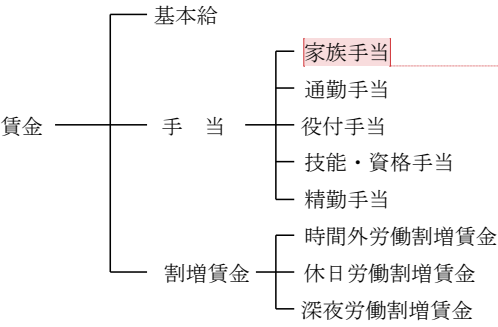 基本給
家族手当
通勤手当
賃金
手　当
役付手当
技能・資格手当
精勤手当
時間外労働割増賃金
割増賃金
休日労働割増賃金
深夜労働割増賃金